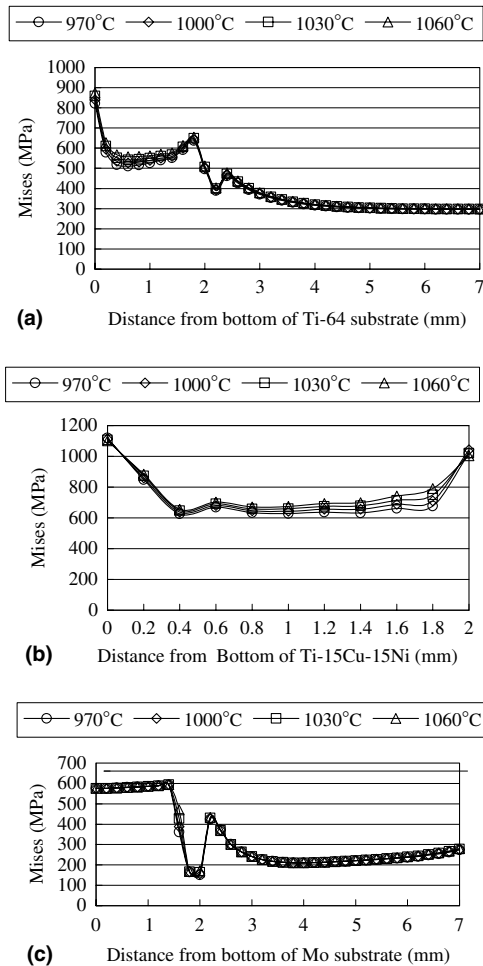 970°C 1000°C 1030°C 1060°C
1000
900
800
700
600
500
400
300
200
100
0
Mises (MPa)
0 1 2 3 4 5 6 7
(a) Distance from bottom of Ti-64 substrate (mm)
970°C 1000°C 1030°C 1060°C
1200
1000
800
600
400
200
0
Mises (MPa)
0 0.2 0.4 0.6 0.8 1 1.2 1.4 1.6 1.8 2
(b) Distance from Bottom of Ti-15Cu-15Ni (mm)
970°C 1000°C 1030°C 1060°C
700
600
500
400
300
200
100
0
Mises (MPa)
0 1 2 3 4 5 6 7
(c) Distance from bottom of Mo substrate (mm)